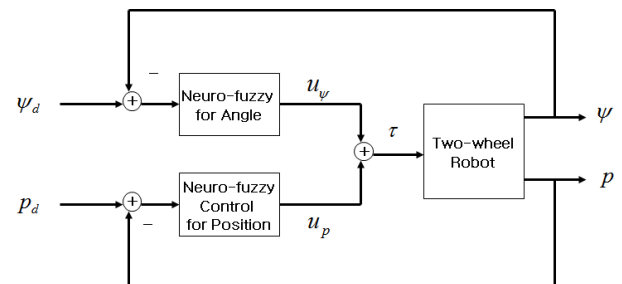 −
ψ_d
+
Neuro-fuzzy
for Angle
u_ψ
+
τ
Two-wheel
Robot
ψ
p
p_d
+
−
Neuro-fuzzy
Control
for Position
u_p